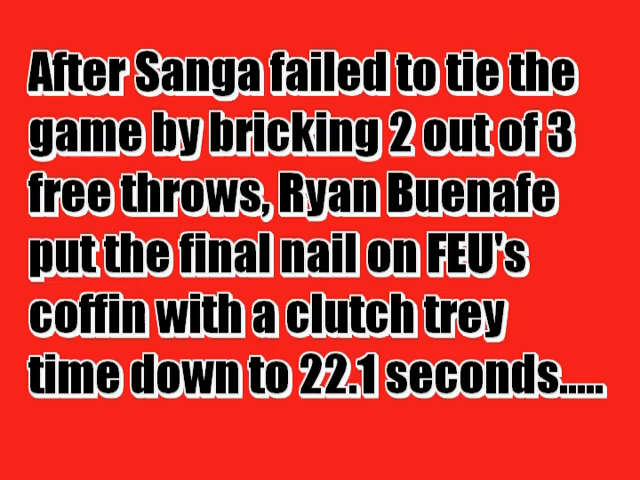 After Sanga failed to tie the
game by bricking 2 out of 3
free throws, Ryan Buenafe
put the final nail on FEU's
coffin with a clutch trey
time down to 22.1 seconds.....